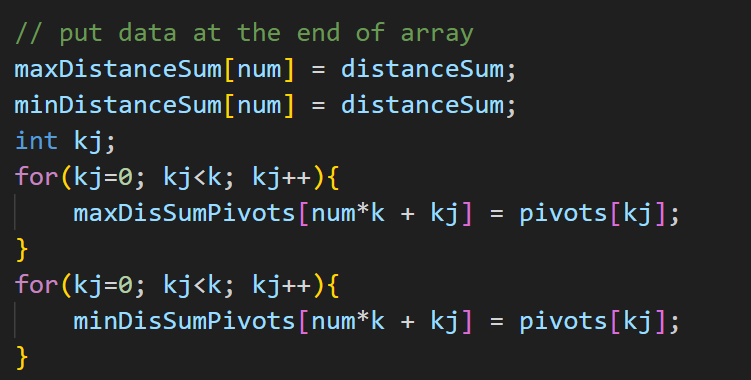 // put data at the end of array
maxDistanceSum[num] = distanceSum;
minDistanceSum[num] = distanceSum;
int kj;
for(kj=0; kj<k; kj++){
    maxDisSumPivots[num*k + kj] = pivots[kj];
}
for(kj=0; kj<k; kj++){
    minDisSumPivots[num*k + kj] = pivots[kj];
}